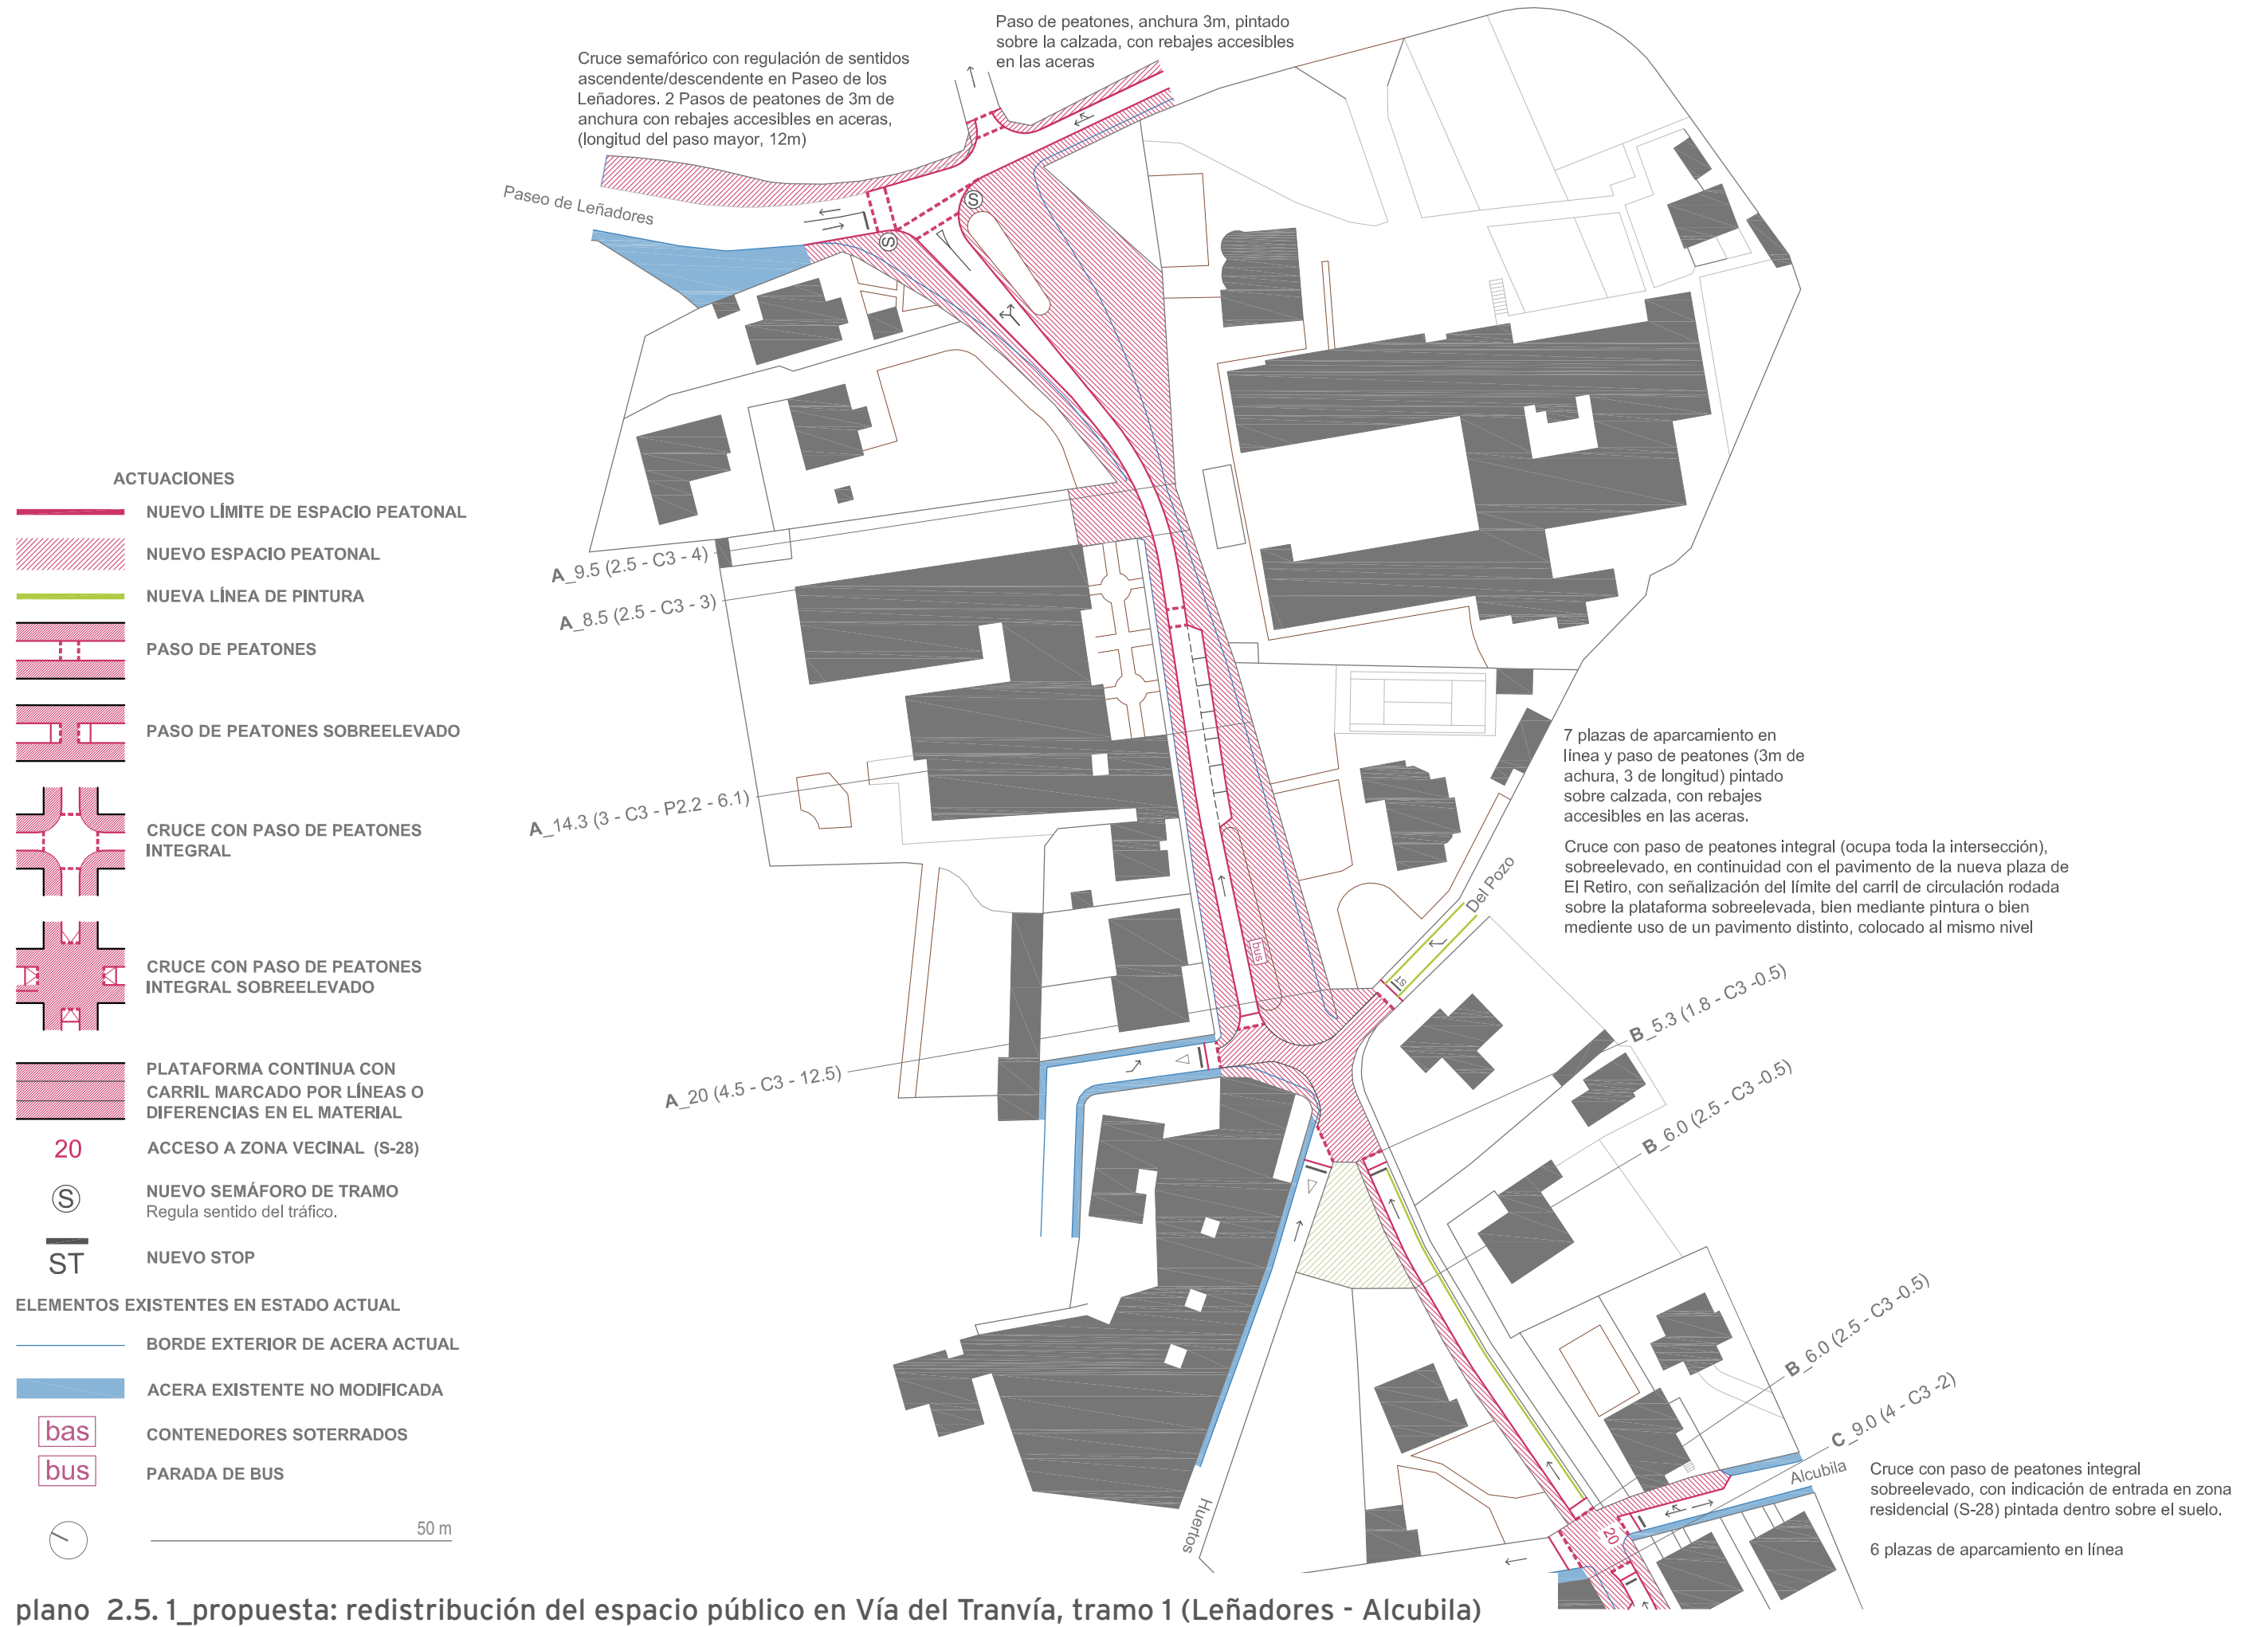 Paso de peatones, anchura 3m, pintado
sobre la calzada, con rebajes accesibles
en las aceras
Cruce semafórico con regulación de sentidos
ascendente/descendente en Paseo de los
Leñadores. 2 Pasos de peatones de 3m de
anchura con rebajes accesibles en aceras,
(longitud del paso mayor, 12m)
Paseo de Leñadores
S
S
ACTUACIONES
NUEVO LÍMITE DE ESPACIO PEATONAL
NUEVO ESPACIO PEATONAL
NUEVA LÍNEA DE PINTURA
PASO DE PEATONES
PASO DE PEATONES SOBREELEVADO
CRUCE CON PASO DE PEATONES
INTEGRAL
CRUCE CON PASO DE PEATONES
INTEGRAL SOBREELEVADO
PLATAFORMA CONTINUA CON
CARRIL MARCADO POR LÍNEAS O
DIFERENCIAS EN EL MATERIAL
20 ACCESO A ZONA VECINAL (S-28)
S NUEVO SEMÁFORO DE TRAMO
Regula sentido del tráfico.
ST NUEVO STOP
ELEMENTOS EXISTENTES EN ESTADO ACTUAL
BORDE EXTERIOR DE ACERA ACTUAL
ACERA EXISTENTE NO MODIFICADA
bas CONTENEDORES SOTERRADOS
bus PARADA DE BUS
50 m
A_9.5 (2.5 - C3 - 4)
A_8.5 (2.5 - C3 - 3)
A_14.3 (3 - C3 - P2.2 - 6.1)
A_20 (4.5 - C3 - 12.5)
7 plazas de aparcamiento en
línea y paso de peatones (3m de
achura, 3 de longitud) pintado
sobre calzada, con rebajes
accesibles en las aceras.
Cruce con paso de peatones integral (ocupa toda la intersección),
sobreelevado, en continuidad con el pavimento de la nueva plaza de
El Retiro, con señalización del límite del carril de circulación rodada
sobre la plataforma sobreelevada, bien mediante pintura o bien
mediente uso de un pavimento distinto, colocado al mismo nivel
Del Pozo
bus
ST
B_5.3 (1.8 - C3 -0.5)
B_6.0 (2.5 - C3 -0.5)
B_6.0 (2.5 - C3 -0.5)
C_9.0 (4 - C3 -2)
Alcubila
Huertos
20
Cruce con paso de peatones integral
sobreelevado, con indicación de entrada en zona
residencial (S-28) pintada dentro sobre el suelo.
6 plazas de aparcamiento en línea
plano 2.5. 1_propuesta: redistribución del espacio público en Vía del Tranvía, tramo 1 (Leñadores - Alcubila)